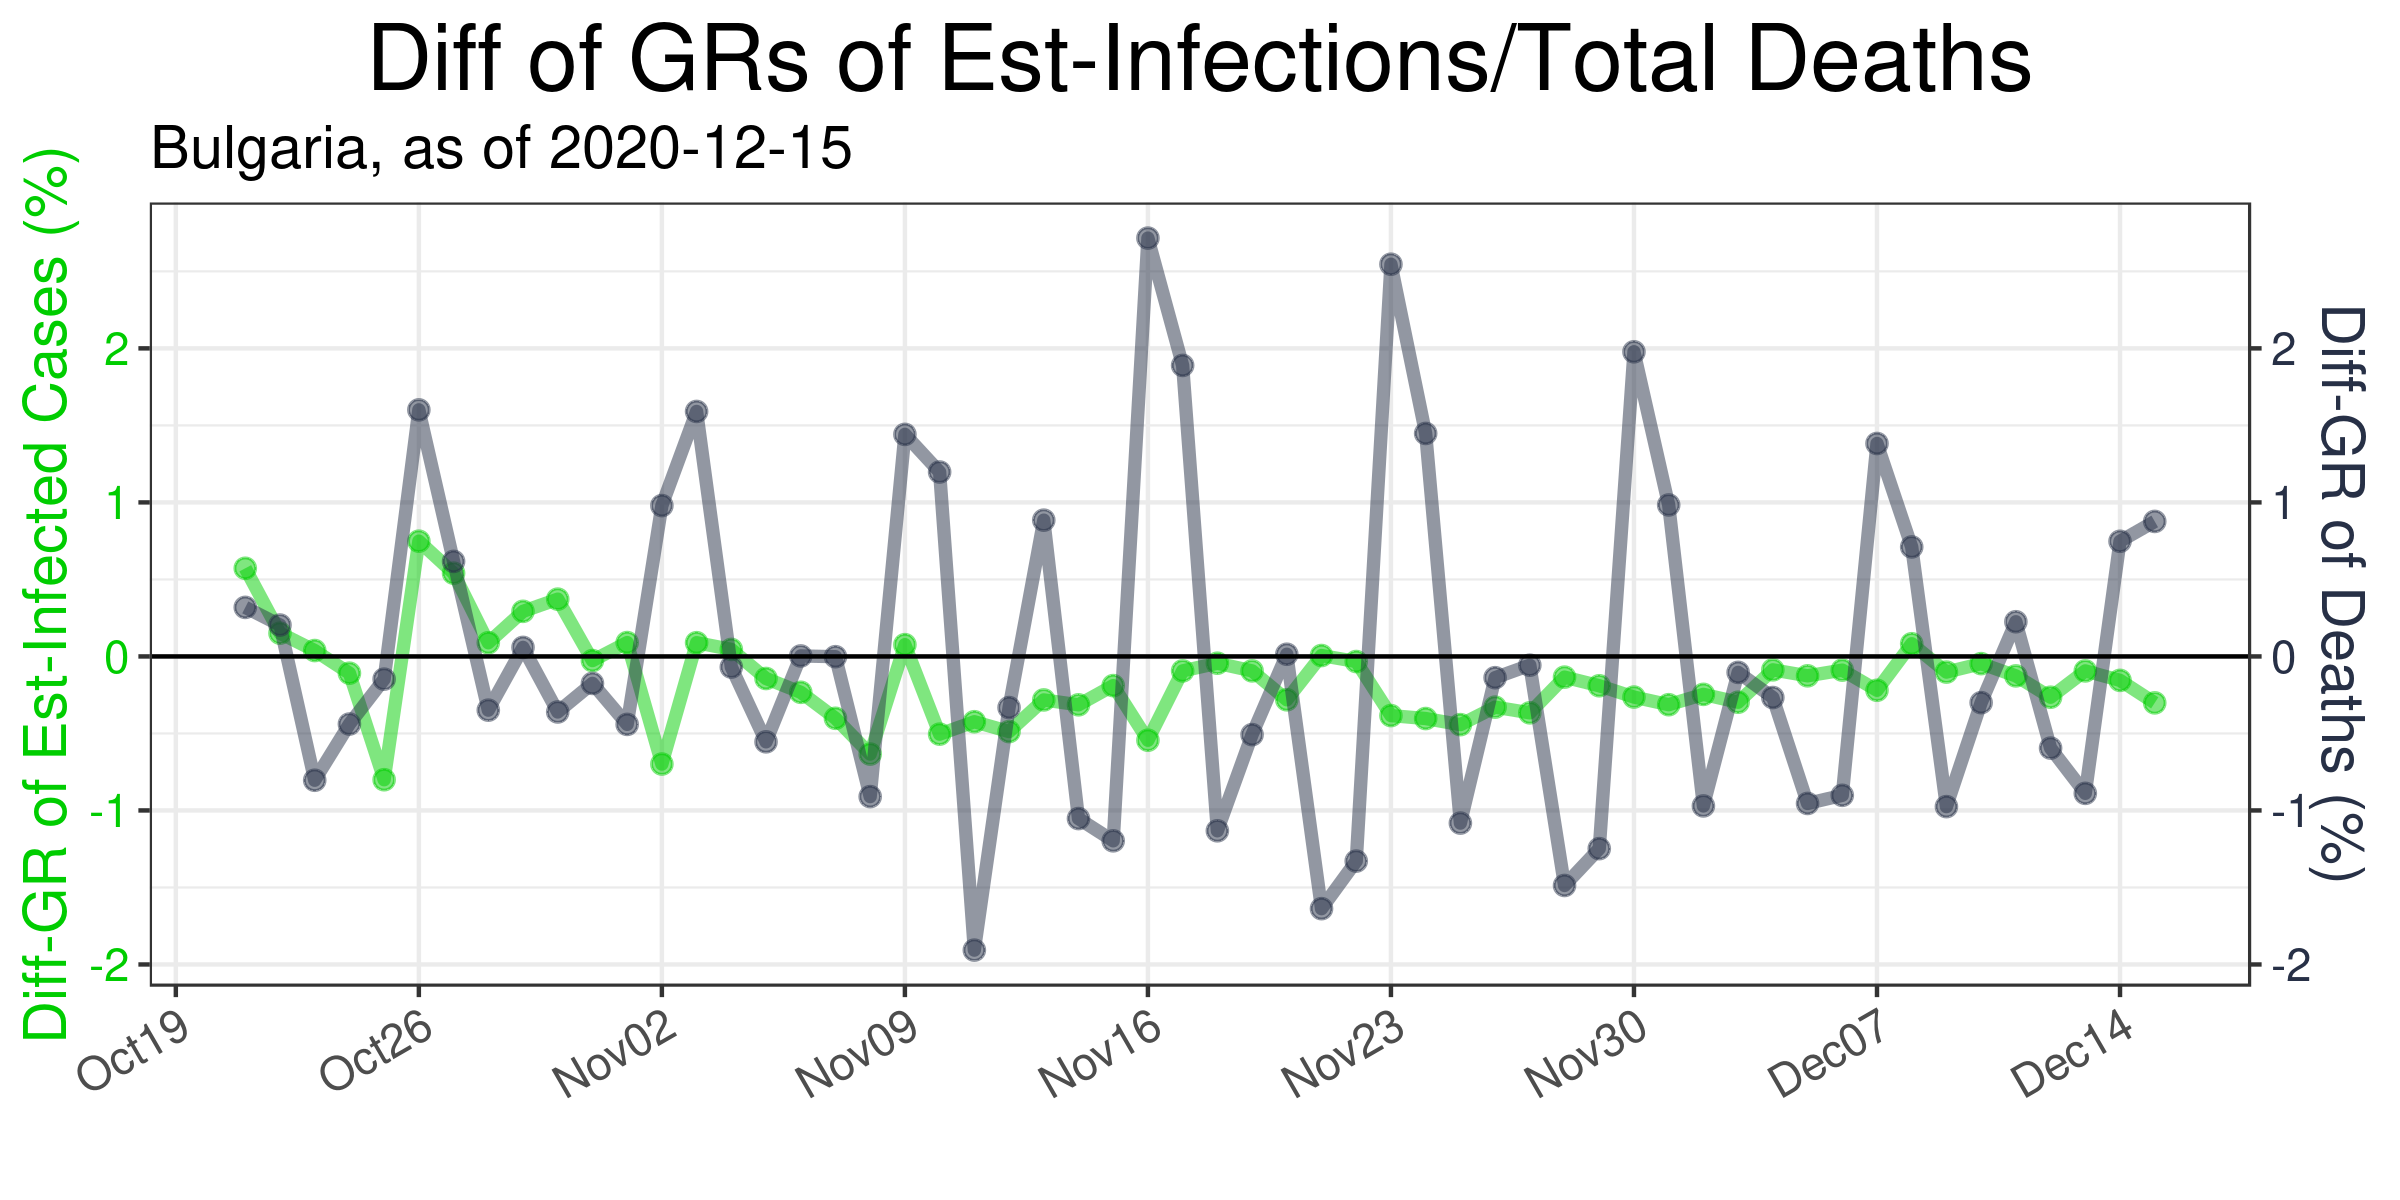 Diff of GRs of Est-Infections/Total Deaths
Bulgaria, as of 2020-12-15
Diff-GR of Est-Infected Cases (%)
2
1
0
-1
-2
2
1
0
-1
-2
Diff-GR of Deaths (%)
Oct19
Oct26
Nov02
Nov09
Nov16
Nov23
Nov30
Dec07
Dec14